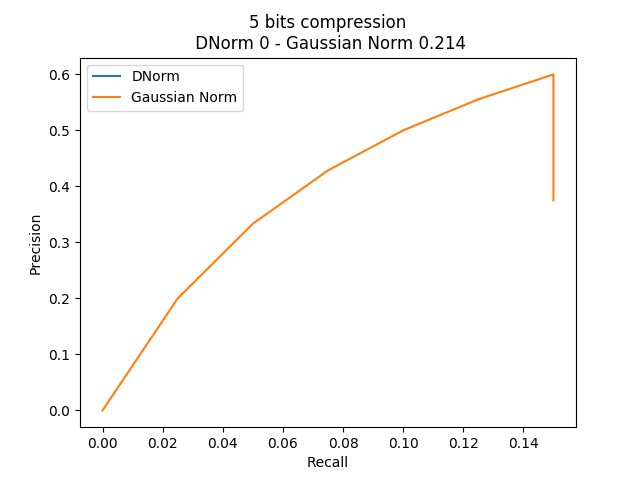 5 bits compression
DNorm 0 - Gaussian Norm 0.214
DNorm
Gaussian Norm
0.6
0.5
0.4
0.3
0.2
0.1
0.0
Precision
0.00 0.02 0.04 0.06 0.08 0.10 0.12 0.14
Recall